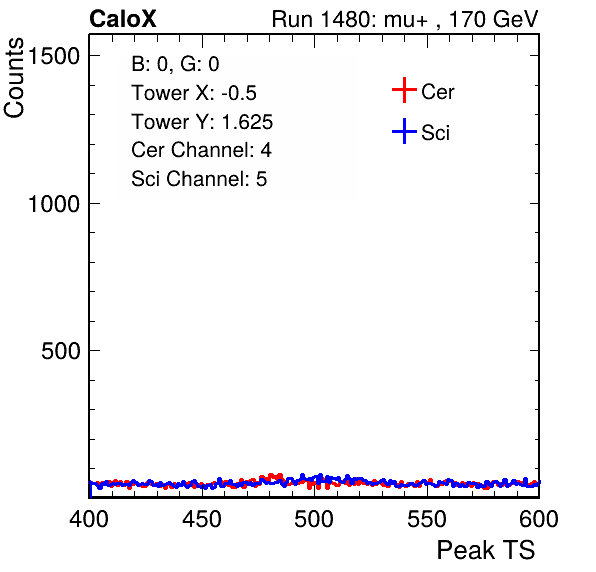 CaloX Run 1480: mu+ , 170 GeV
Counts
1500
1000
500
B: 0, G: 0
Tower X: -0.5
Tower Y: 1.625
Cer Channel: 4
Sci Channel: 5
Cer
Sci
400 450 500 550 600
Peak TS